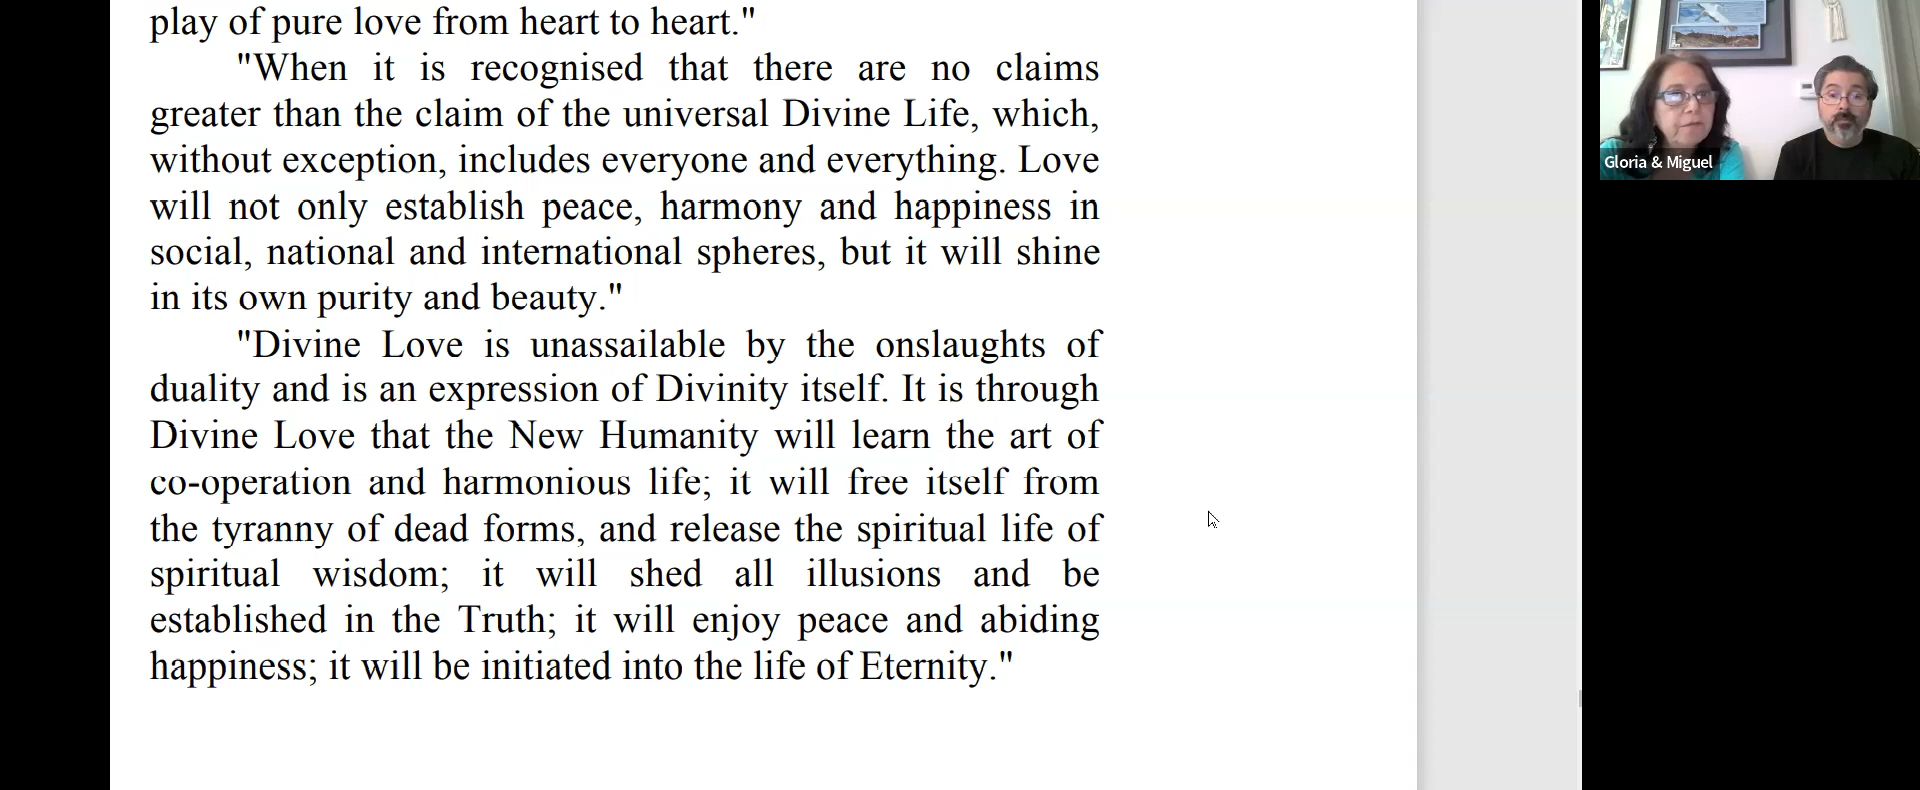 play of pure love from heart to heart."
"When it is recognised that there are no claims
greater than the claim of the universal Divine Life, which,
without exception, includes everyone and everything. Love
will not only establish peace, harmony and happiness in
social, national and international spheres, but it will shine
in its own purity and beauty."
"Divine Love is unassailable by the onslaughts of
duality and is an expression of Divinity itself. It is through
Divine Love that the New Humanity will learn the art of
co-operation and harmonious life; it will free itself from
the tyranny of dead forms, and release the spiritual life of
spiritual wisdom; it will shed all illusions and be
established in the Truth; it will enjoy peace and abiding
happiness; it will be initiated into the life of Eternity."
Gloria & Miguel